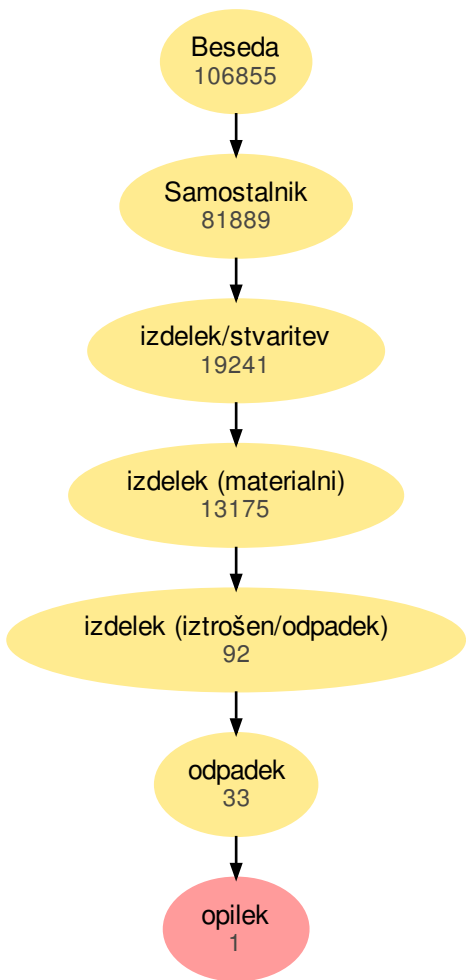 Beseda
106855
Samostalnik
81889
izdelek/stvaritev
19241
izdelek (materialni)
13175
izdelek (iztrošen/odpadek)
92
odpadek
33
opilek
1